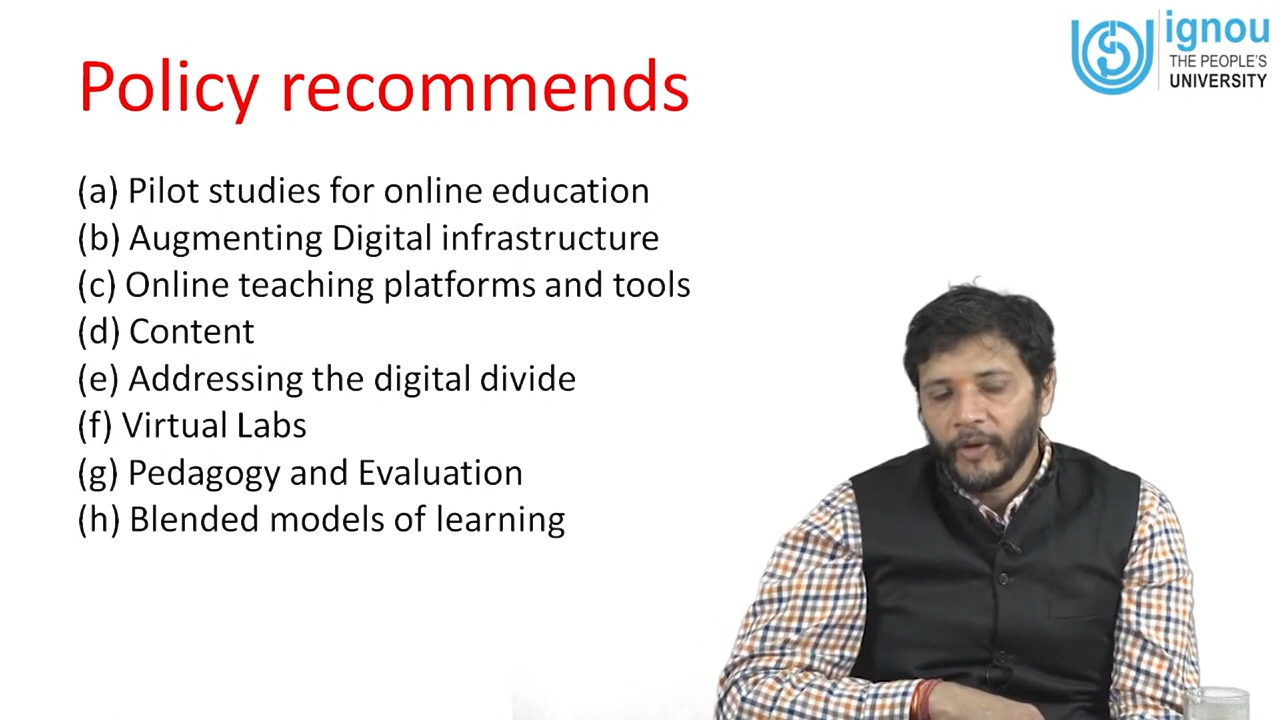 ignou
THE PEOPLE'S
UNIVERSITY
Policy recommends
(a) Pilot studies for online education
(b) Augmenting Digital infrastructure
(c) Online teaching platforms and tools
(d) Content
(e) Addressing the digital divide
(f) Virtual Labs
(g) Pedagogy and Evaluation
(h) Blended models of learning